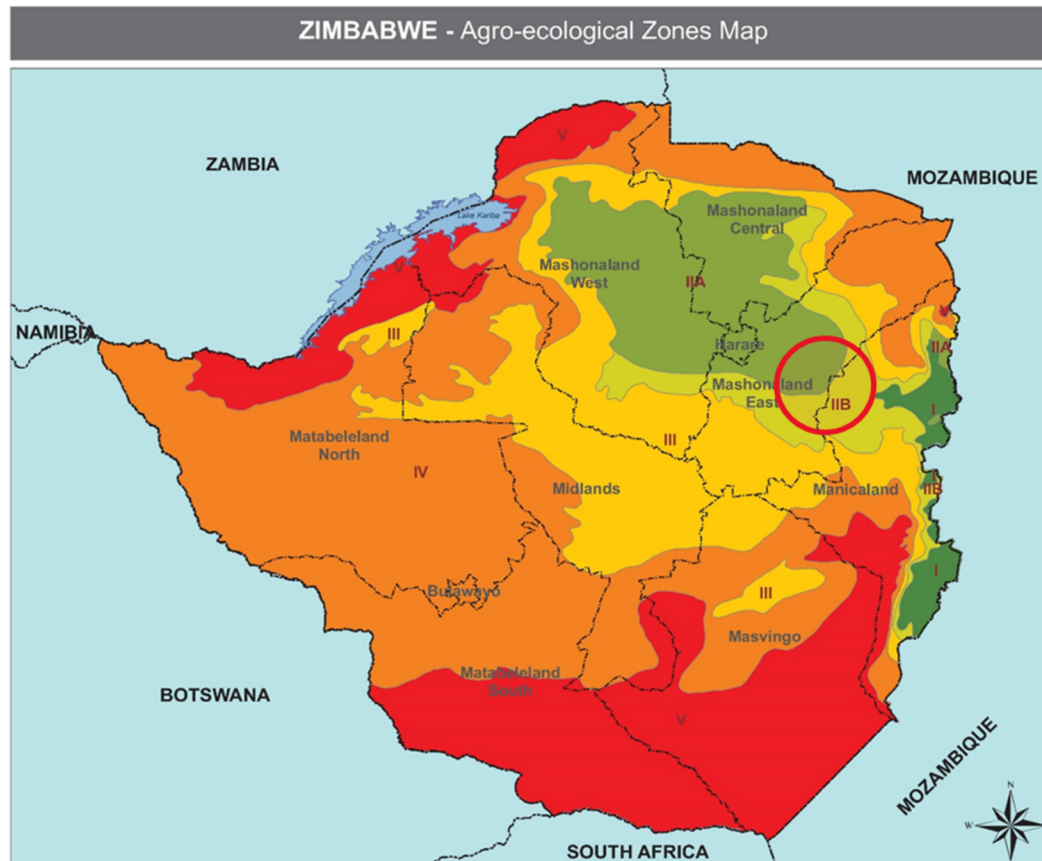 ZIMBABWE - Agro-ecological Zones Map
V
ZAMBIA
MOZAMBIQUE
Lake Kariba
Mashonaland
Central
Mashonaland
West
V
IIA
V
NAMIBIA
III
Harare
IIA
Mashonaland
East
IIB
I
Matabeleland
North
III
IV
Midlands
Manicaland
IIB
I
Bulawayo
III
Masvingo
Matabeleland
South
BOTSWANA
V
MOZAMBIQUE
N
W
SOUTH AFRICA